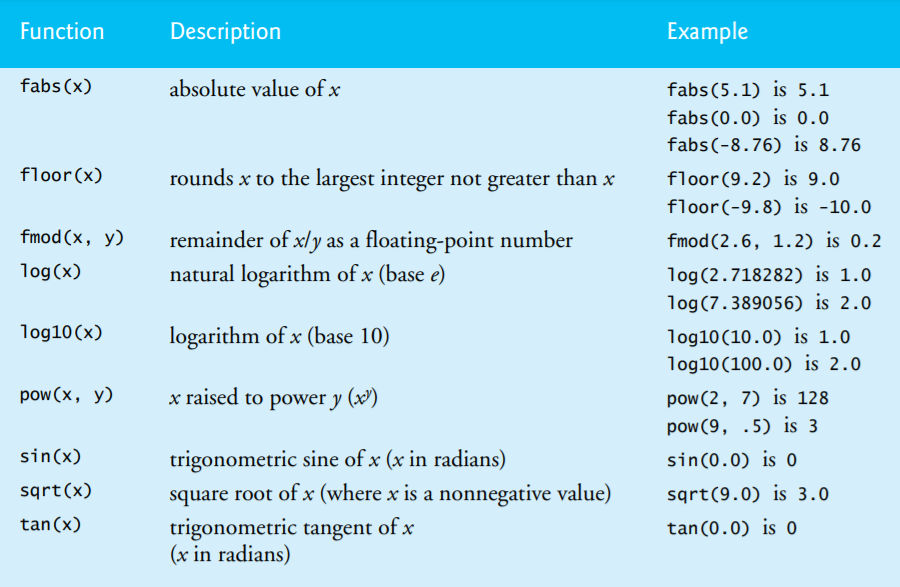 Function Description Example
fabs(x) absolute value of x fabs(5.1) is 5.1
fabs(0.0) is 0.0
fabs(-8.76) is 8.76
floor(x) rounds x to the largest integer not greater than x floor(9.2) is 9.0
floor(-9.8) is -10.0
fmod(x, y) remainder of x/y as a floating-point number fmod(2.6, 1.2) is 0.2
log(x) natural logarithm of x (base e) log(2.718282) is 1.0
log(7.389056) is 2.0
log10(x) logarithm of x (base 10) log10(10.0) is 1.0
log10(100.0) is 2.0
pow(x, y) x raised to power y (xʸ) pow(2, 7) is 128
pow(9, .5) is 3
sin(x) trigonometric sine of x (x in radians) sin(0.0) is 0
sqrt(x) square root of x (where x is a nonnegative value) sqrt(9.0) is 3.0
tan(x) trigonometric tangent of x tan(0.0) is 0
(x in radians)